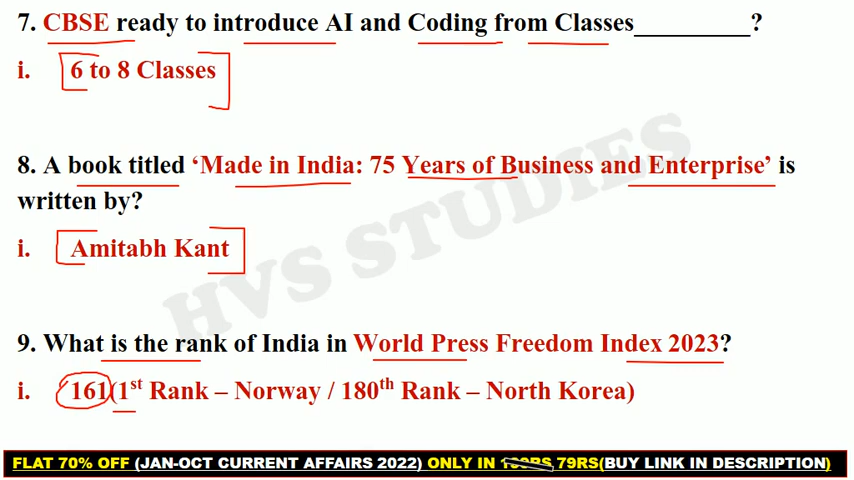 7. CBSE ready to introduce AI and Coding from Classes_________?
i. 6 to 8 Classes
8. A book titled ‘Made in India: 75 Years of Business and Enterprise’ is
written by?
i. Amitabh Kant
9. What is the rank of India in World Press Freedom Index 2023?
i. 161(1st Rank – Norway / 180th Rank – North Korea)
HVS STUDIES
FLAT 70% OFF (JAN-OCT CURRENT AFFAIRS 2022) ONLY IN 79RS(BUY LINK IN DESCRIPTION)